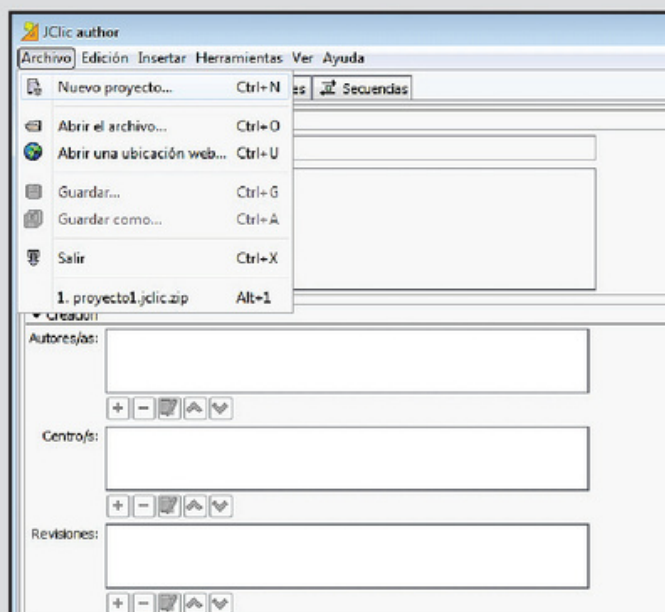 JClic author
Archivo Edición Insertar Herramientas Ver Ayuda
Nuevo proyecto... Ctrl+N
es Secuencias
Abrir el archivo... Ctrl+O
Abrir una ubicación web... Ctrl+U
Guardar... Ctrl+G
Guardar como... Ctrl+A
Salir Ctrl+X
1. proyecto1.jclic.zip Alt+1
Creación
Autores/as:
Centro/s:
Revisiones: